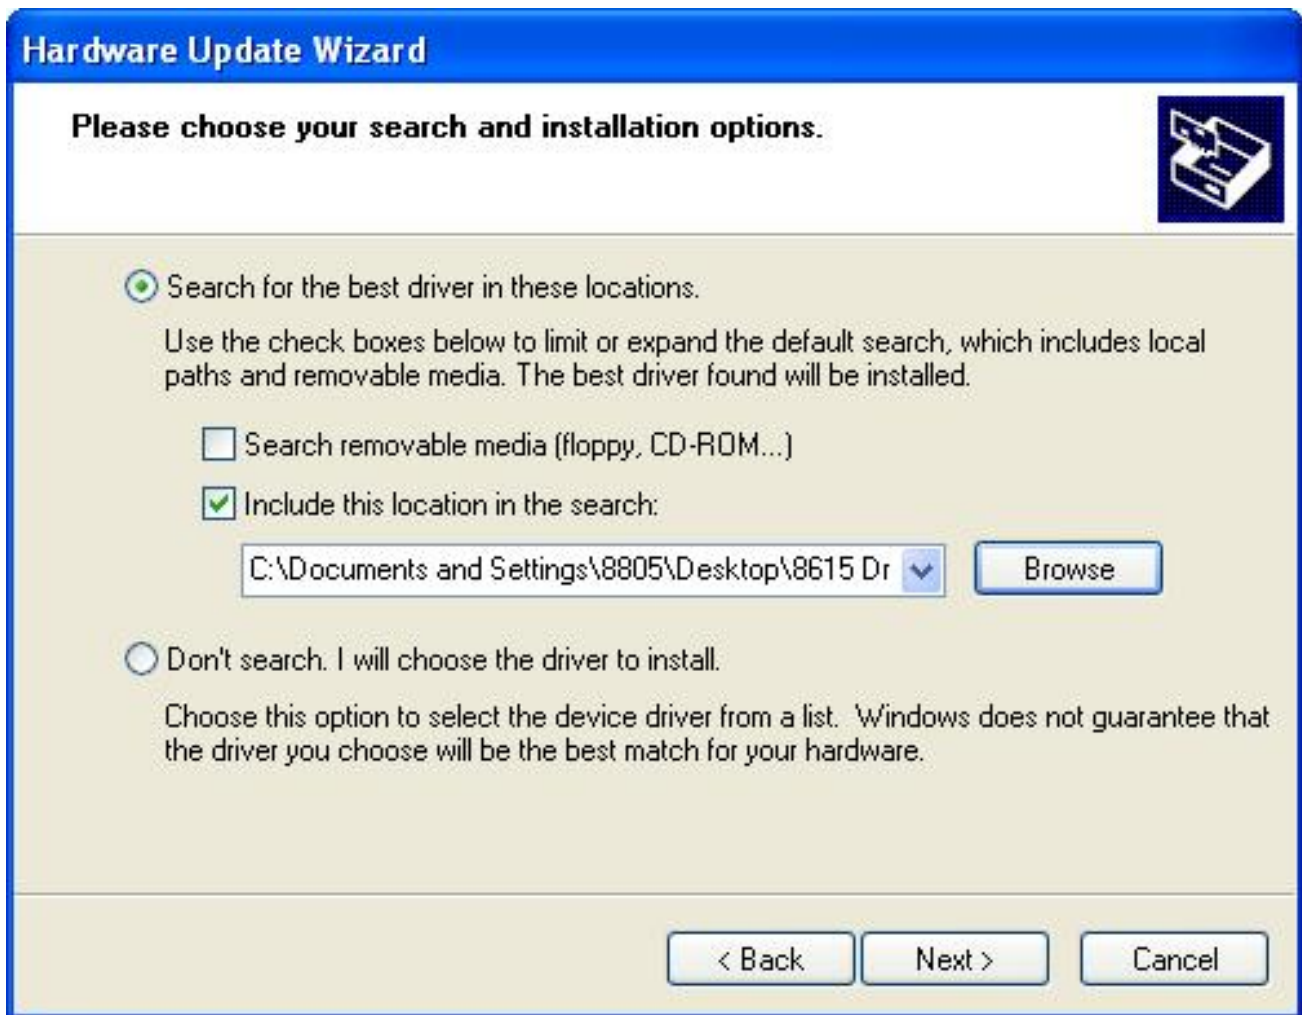 Hardware Update Wizard
Please choose your search and installation options.
Search for the best driver in these locations.
Use the check boxes below to limit or expand the default search, which includes local
paths and removable media. The best driver found will be installed.
Search removable media (floppy, CD-ROM...)
Include this location in the search:
C:\Documents and Settings\8805\Desktop\8615 Dr
Browse
Don't search. I will choose the driver to install.
Choose this option to select the device driver from a list.  Windows does not guarantee that
the driver you choose will be the best match for your hardware.
< Back
Next >
Cancel